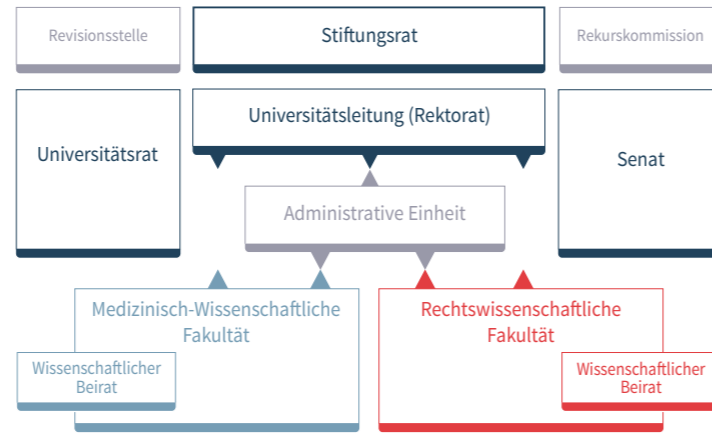 Revisionsstelle
Stiftungsrat
Rekurskommission
Universitätsrat
Universitätsleitung (Rektorat)
Senat
Administrative Einheit
Medizinisch-Wissenschaftliche
Fakultät
Wissenschaftlicher
Beirat
Rechtswissenschaftliche
Fakultät
Wissenschaftlicher
Beirat